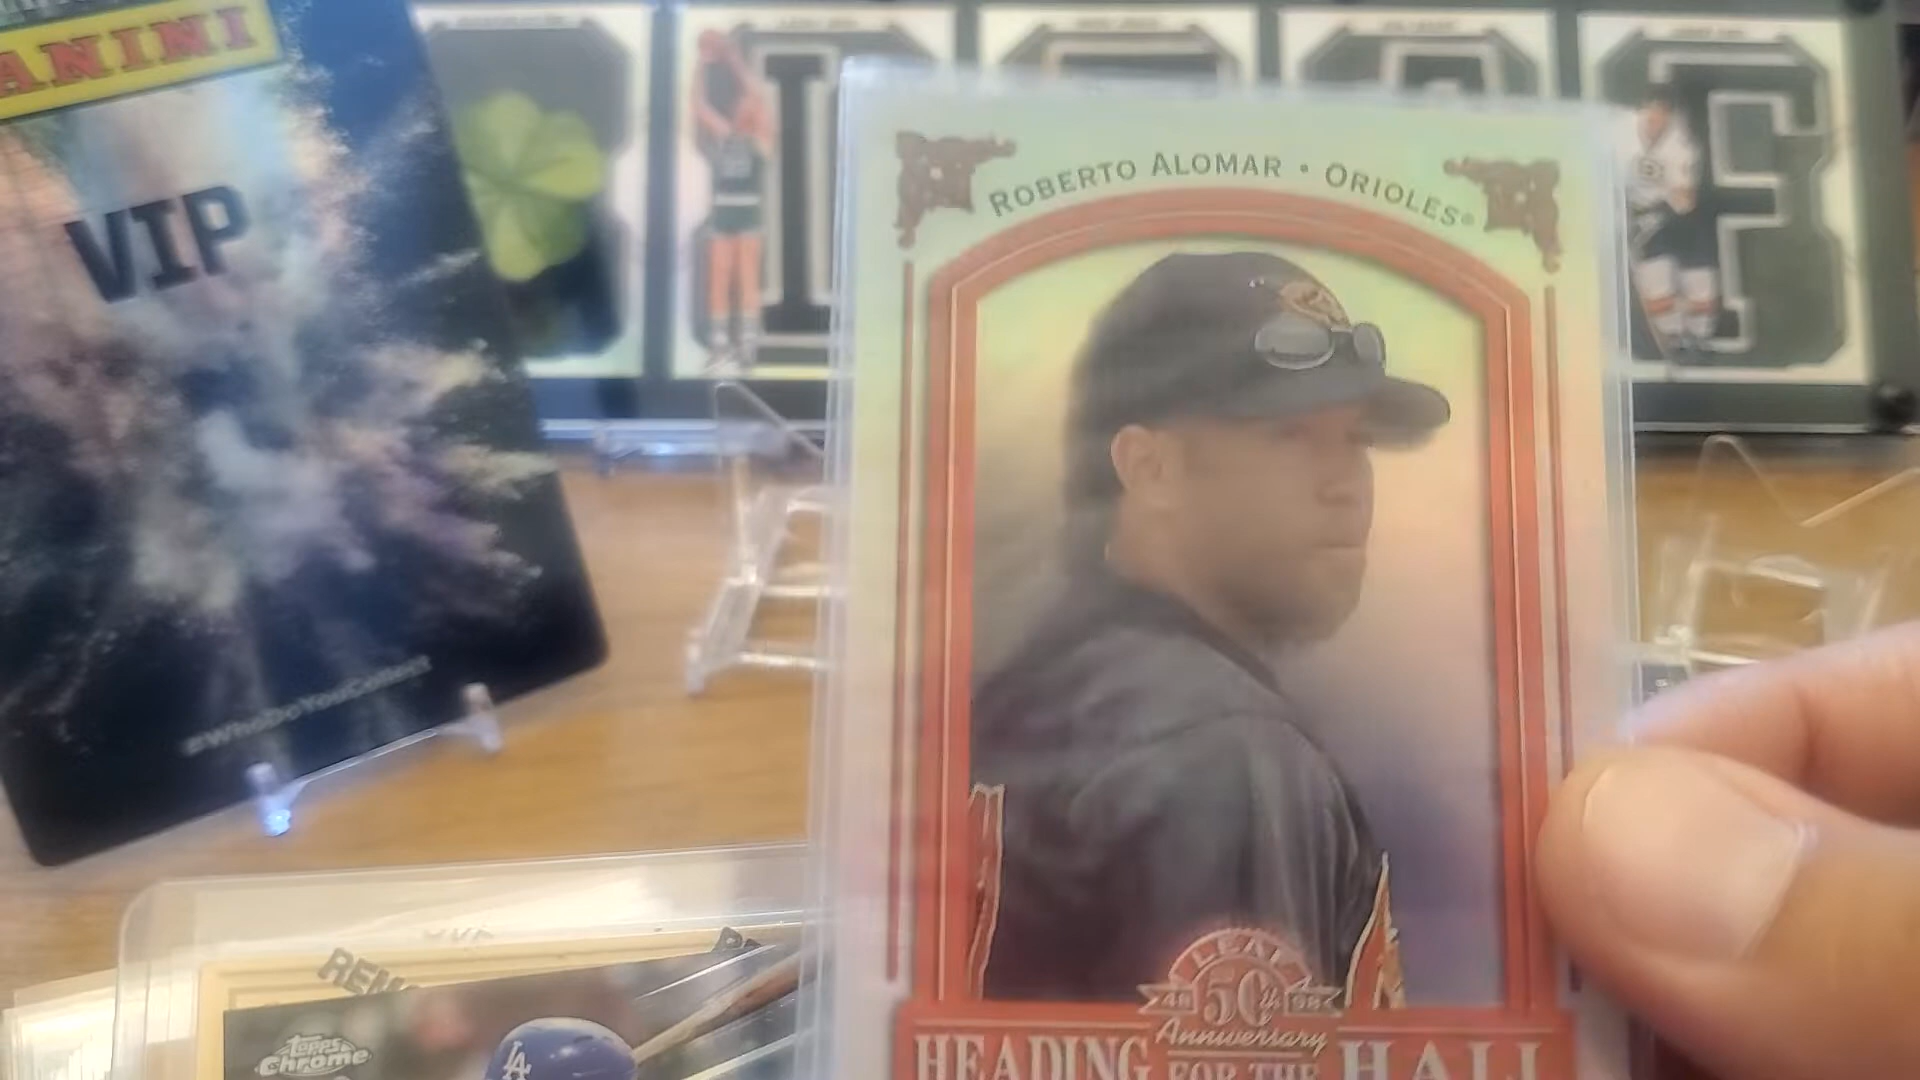 PANINI
VIP
#WhoDoYouCollect
ROBERTO ALOMAR • ORIOLES®
LEAF
48 50th 98
Anniversary
HEADING FOR THE HALL
Topps
Chrome
LA
F